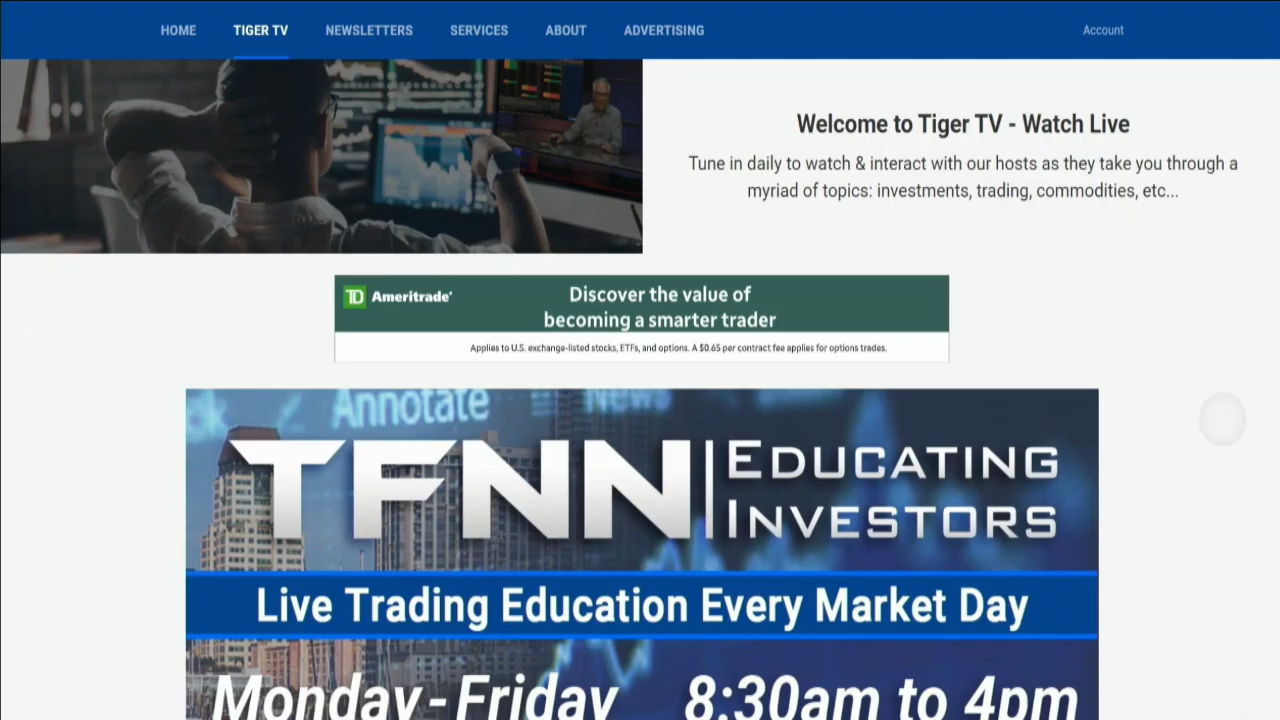 HOME TIGER TV NEWSLETTERS SERVICES ABOUT ADVERTISING Account
Welcome to Tiger TV - Watch Live
Tune in daily to watch & interact with our hosts as they take you through a
myriad of topics: investments, trading, commodities, etc...
TD Ameritrade
Discover the value of
becoming a smarter trader
Applies to U.S. exchange-listed stocks, ETFs, and options. A $0.65 per contract fee applies for options trades.
Annotate News
TFNN EDUCATING
INVESTORS
Live Trading Education Every Market Day
Monday - Friday 8:30am to 4pm